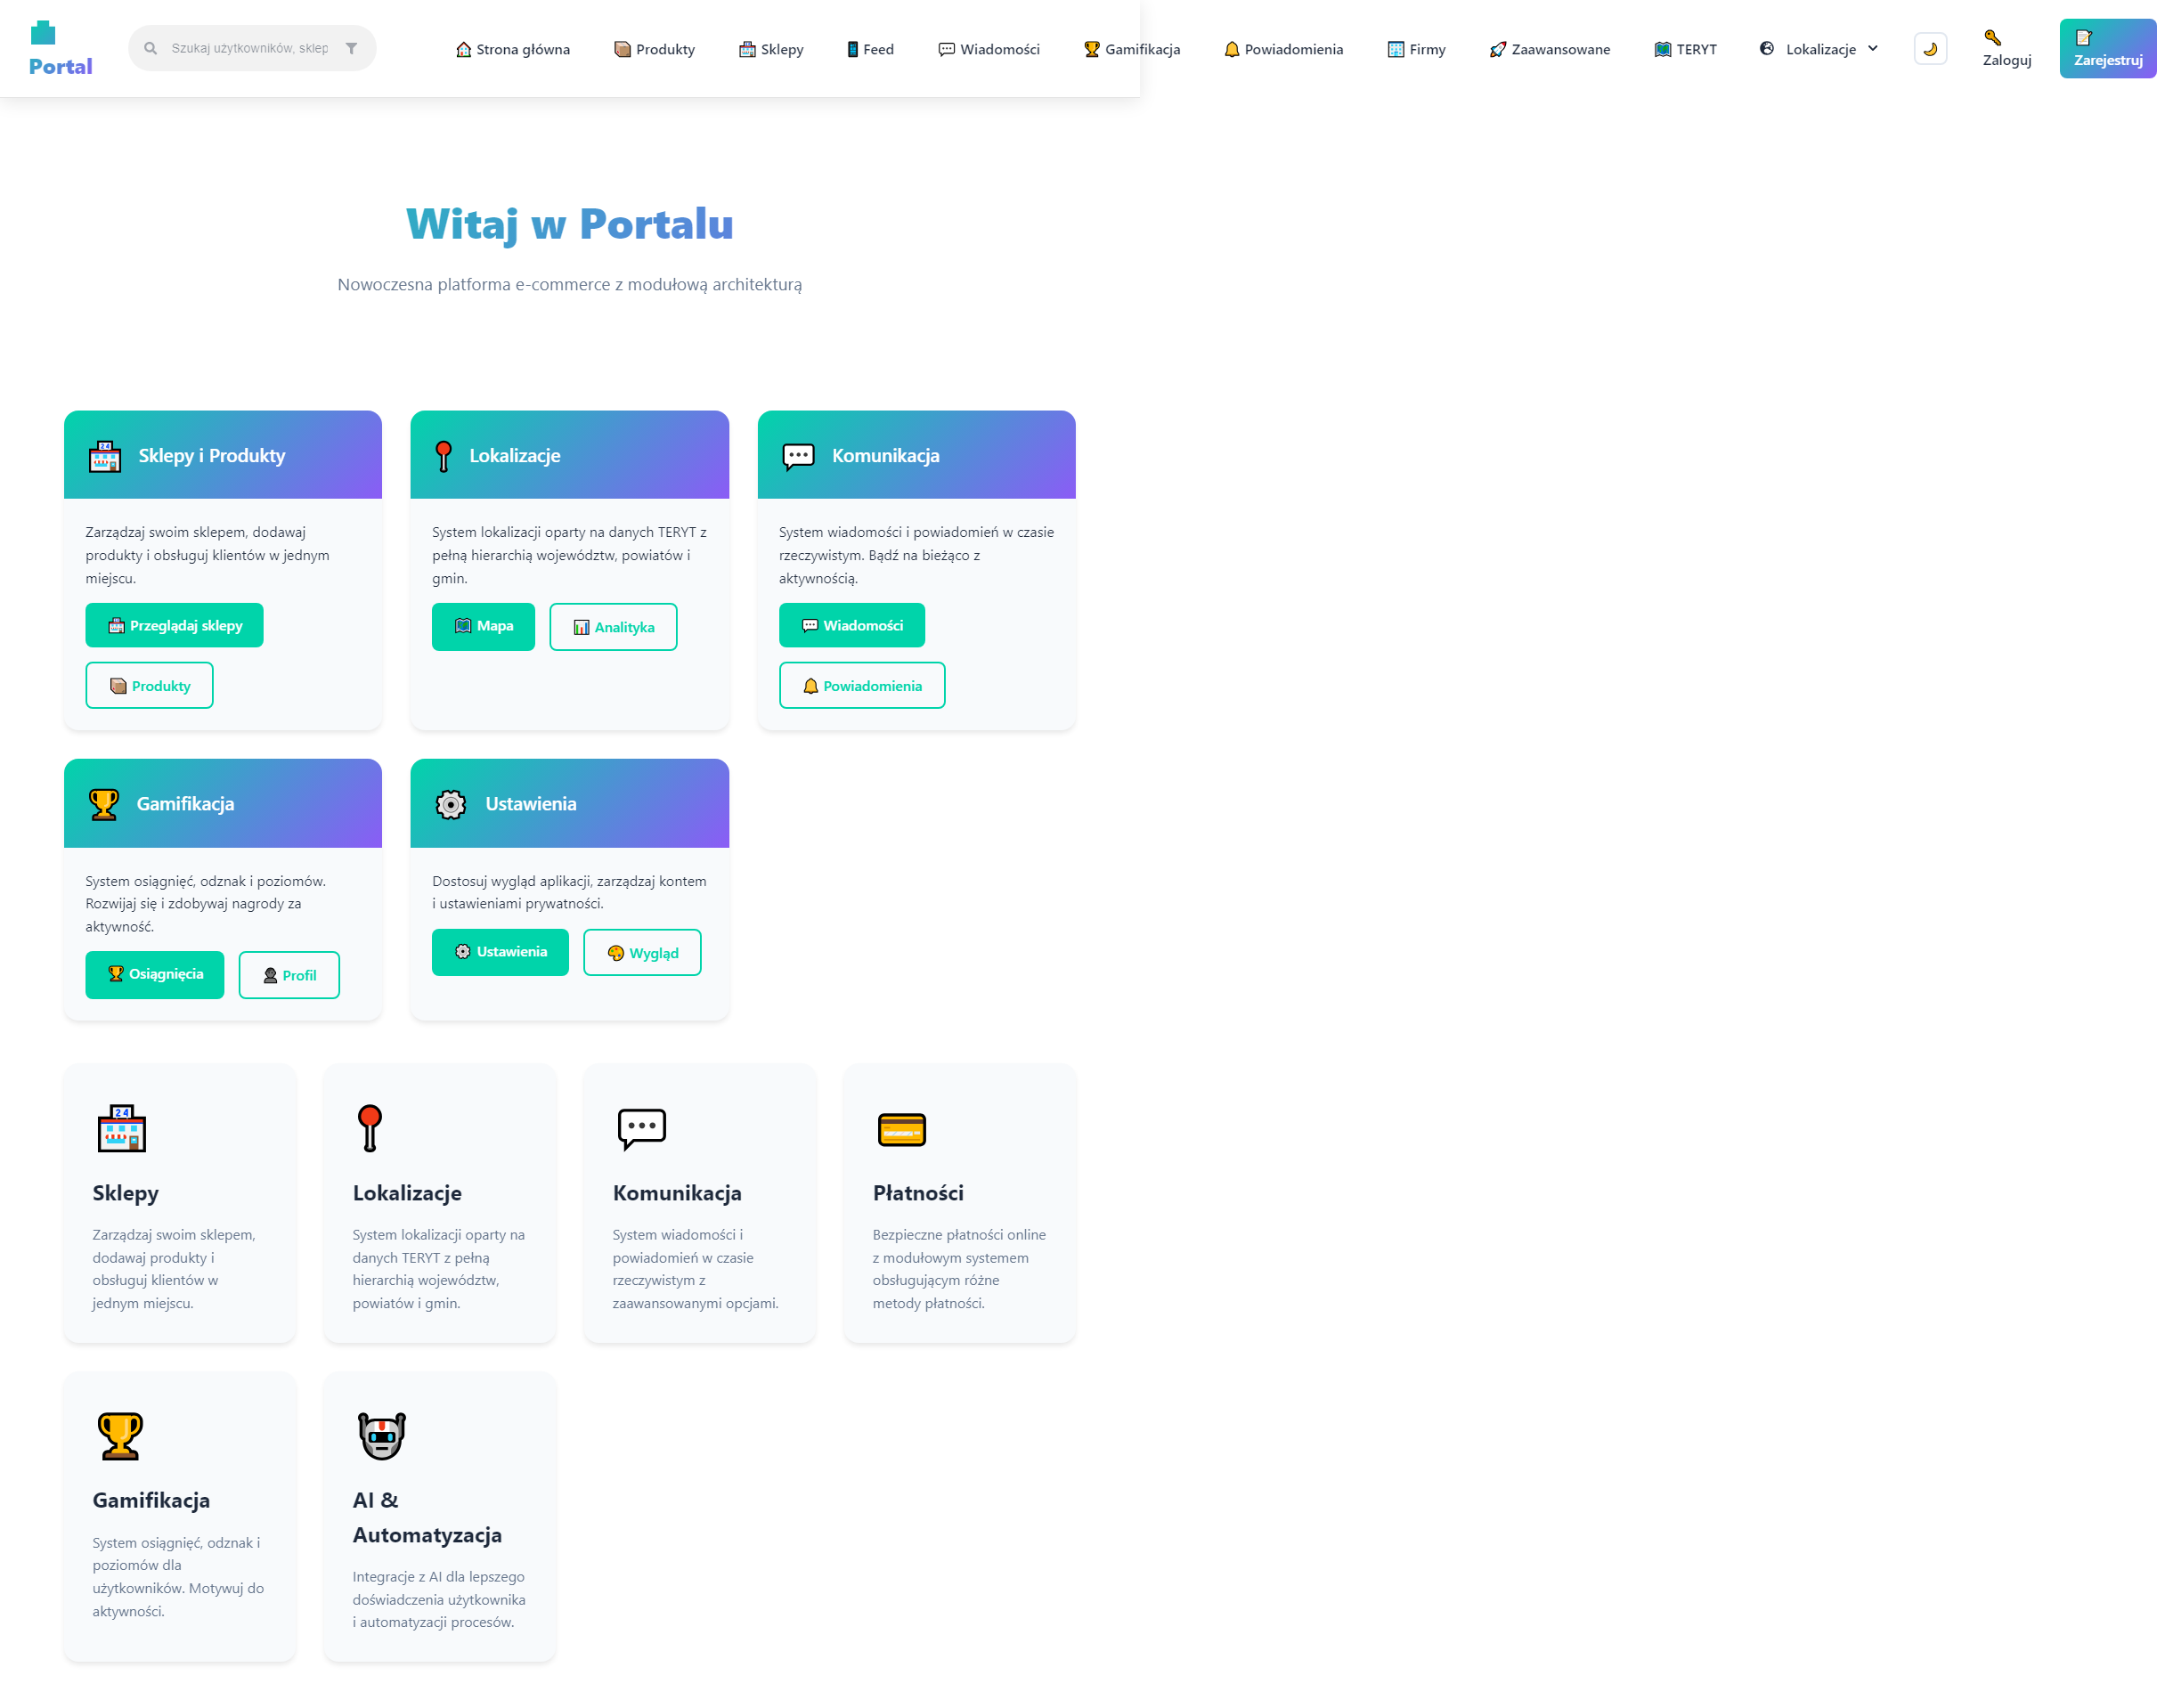 Portal
Szukaj użytkowników, sklep
Strona główna
Produkty
Sklepy
Feed
Wiadomości
Gamifikacja
Powiadomienia
Firmy
Zaawansowane
TERYT
Lokalizacje
Zaloguj
Zarejestruj
Witaj w Portalu
Nowoczesna platforma e-commerce z modułową architekturą
Sklepy i Produkty
Zarządzaj swoim sklepem, dodawaj
produkty i obsługuj klientów w jednym
miejscu.
Przeglądaj sklepy
Produkty
Lokalizacje
System lokalizacji oparty na danych TERYT z
pełną hierarchią województw, powiatów i
gmin.
Mapa
Analityka
Komunikacja
System wiadomości i powiadomień w czasie
rzeczywistym. Bądź na bieżąco z
aktywnością.
Wiadomości
Powiadomienia
Gamifikacja
System osiągnięć, odznak i poziomów.
Rozwijaj się i zdobywaj nagrody za
aktywność.
Osiągnięcia
Profil
Ustawienia
Dostosuj wygląd aplikacji, zarządzaj kontem
i ustawieniami prywatności.
Ustawienia
Wygląd
Sklepy
Zarządzaj swoim sklepem,
dodawaj produkty i
obsługuj klientów w
jednym miejscu.
Lokalizacje
System lokalizacji oparty na
danych TERYT z pełną
hierarchią województw,
powiatów i gmin.
Komunikacja
System wiadomości i
powiadomień w czasie
rzeczywistym z
zaawansowanymi opcjami.
Płatności
Bezpieczne płatności online
z modułowym systemem
obsługującym różne
metody płatności.
Gamifikacja
System osiągnięć, odznak i
poziomów dla
użytkowników. Motywuj do
aktywności.
AI &
Automatyzacja
Integracje z AI dla lepszego
doświadczenia użytkownika
i automatyzacji procesów.